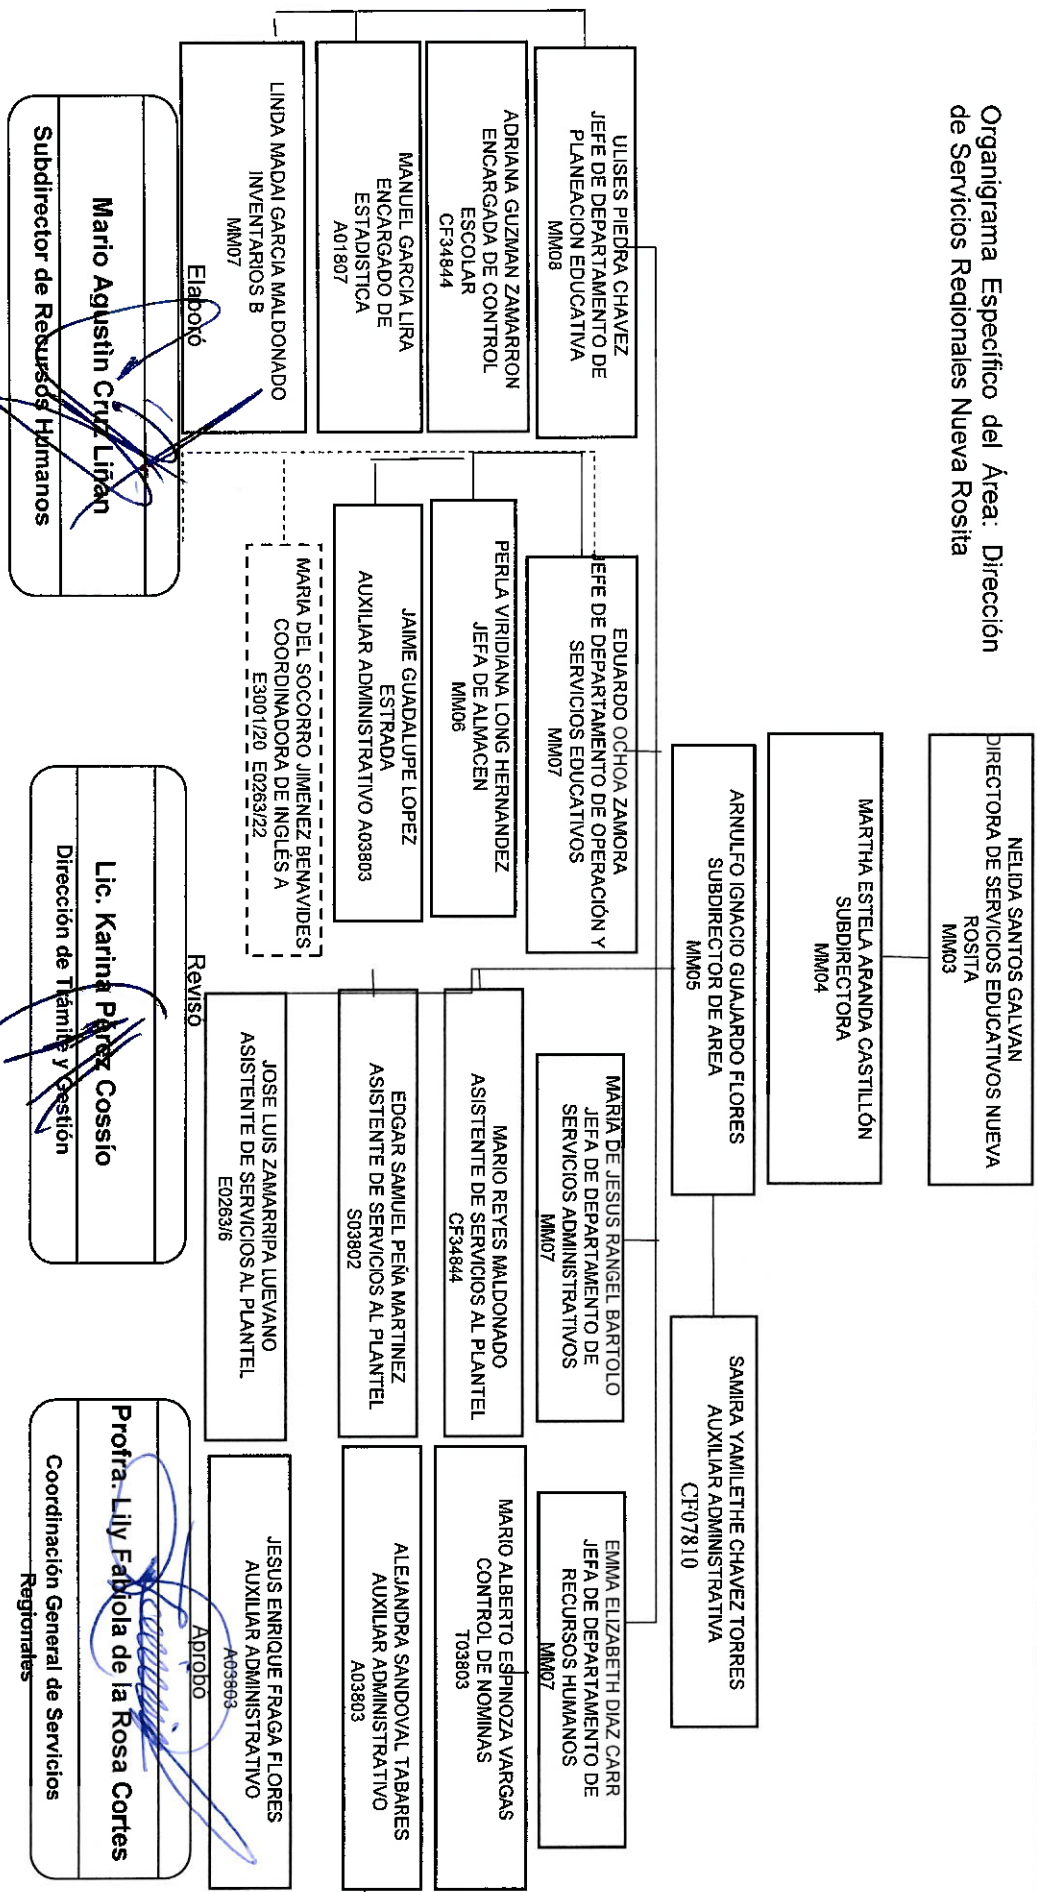 Organigrama Específico del Área: Dirección
de Servicios Regionales Nueva Rosita
NELIDA SANTOS GALVAN
DIRECTORA DE SERVICIOS EDUCATIVOS NUEVA
ROSITA
MM03
MARTHA ESTELA ARANDA CASTILLÓN
SUBDIRECTORA
MM04
ARNULFO IGNACIO GUAJARDO FLORES
SUBDIRECTOR DE AREA
MM05
SAMIRA YAMILETHE CHAVEZ TORRES
AUXILIAR ADMINISTRATIVA
CF07810
ULISES PIEDRA CHAVEZ
JEFE DE DEPARTAMENTO DE
PLANEACION EDUCATIVA
MM08
ADRIANA GUZMAN ZAMARRON
ENCARGADA DE CONTROL
ESCOLAR
CF34844
MANUEL GARCIA LIRA
ENCARGADO DE
ESTADISTICA
A01807
LINDA MADAI GARCIA MALDONADO
INVENTARIOS B
MM07
EDUARDO OCHOA ZAMORA
JEFE DE DEPARTAMENTO DE OPERACIÓN Y
SERVICIOS EDUCATIVOS
MM07
PERLA VIRIDIANA LONG HERNANDEZ
JEFA DE ALMACEN
MM06
JAIME GUADALUPE LOPEZ
ESTRADA
AUXILIAR ADMINISTRATIVO A03803
MARIA DEL SOCORRO JIMENEZ BENAVIDES
COORDINADORA DE INGLÉS A
E3001/20 E0263/22
MARIA DE JESUS RANGEL BARTOLO
JEFA DE DEPARTAMENTO DE
SERVICIOS ADMINISTRATIVOS
MM07
MARIO REYES MALDONADO
ASISTENTE DE SERVICIOS AL PLANTEL
CF34844
EDGAR SAMUEL PEÑA MARTINEZ
ASISTENTE DE SERVICIOS AL PLANTEL
S03802
JOSE LUIS ZAMARRIPA LUEVANO
ASISTENTE DE SERVICIOS AL PLANTEL
E0263/6
EMMA ELIZABETH DIAZ CARR
JEFA DE DEPARTAMENTO DE
RECURSOS HUMANOS
MM07
MARIO ALBERTO ESPINOZA VARGAS
CONTROL DE NOMINAS
T03803
ALEJANDRA SANDOVAL TABARES
AUXILIAR ADMINISTRATIVO
A03803
JESUS ENRIQUE FRAGA FLORES
AUXILIAR ADMINISTRATIVO
A03803
Elaboró
Mario Agustìn Cruz Liñan
Subdirector de Recursos Humanos
Revisó
Lic. Karina Pérez Cossío
Dirección de Trámite y Gestión
Aprobó
Profra. Lily Fabiola de la Rosa Cortes
Coordinación General de Servicios
Regionales